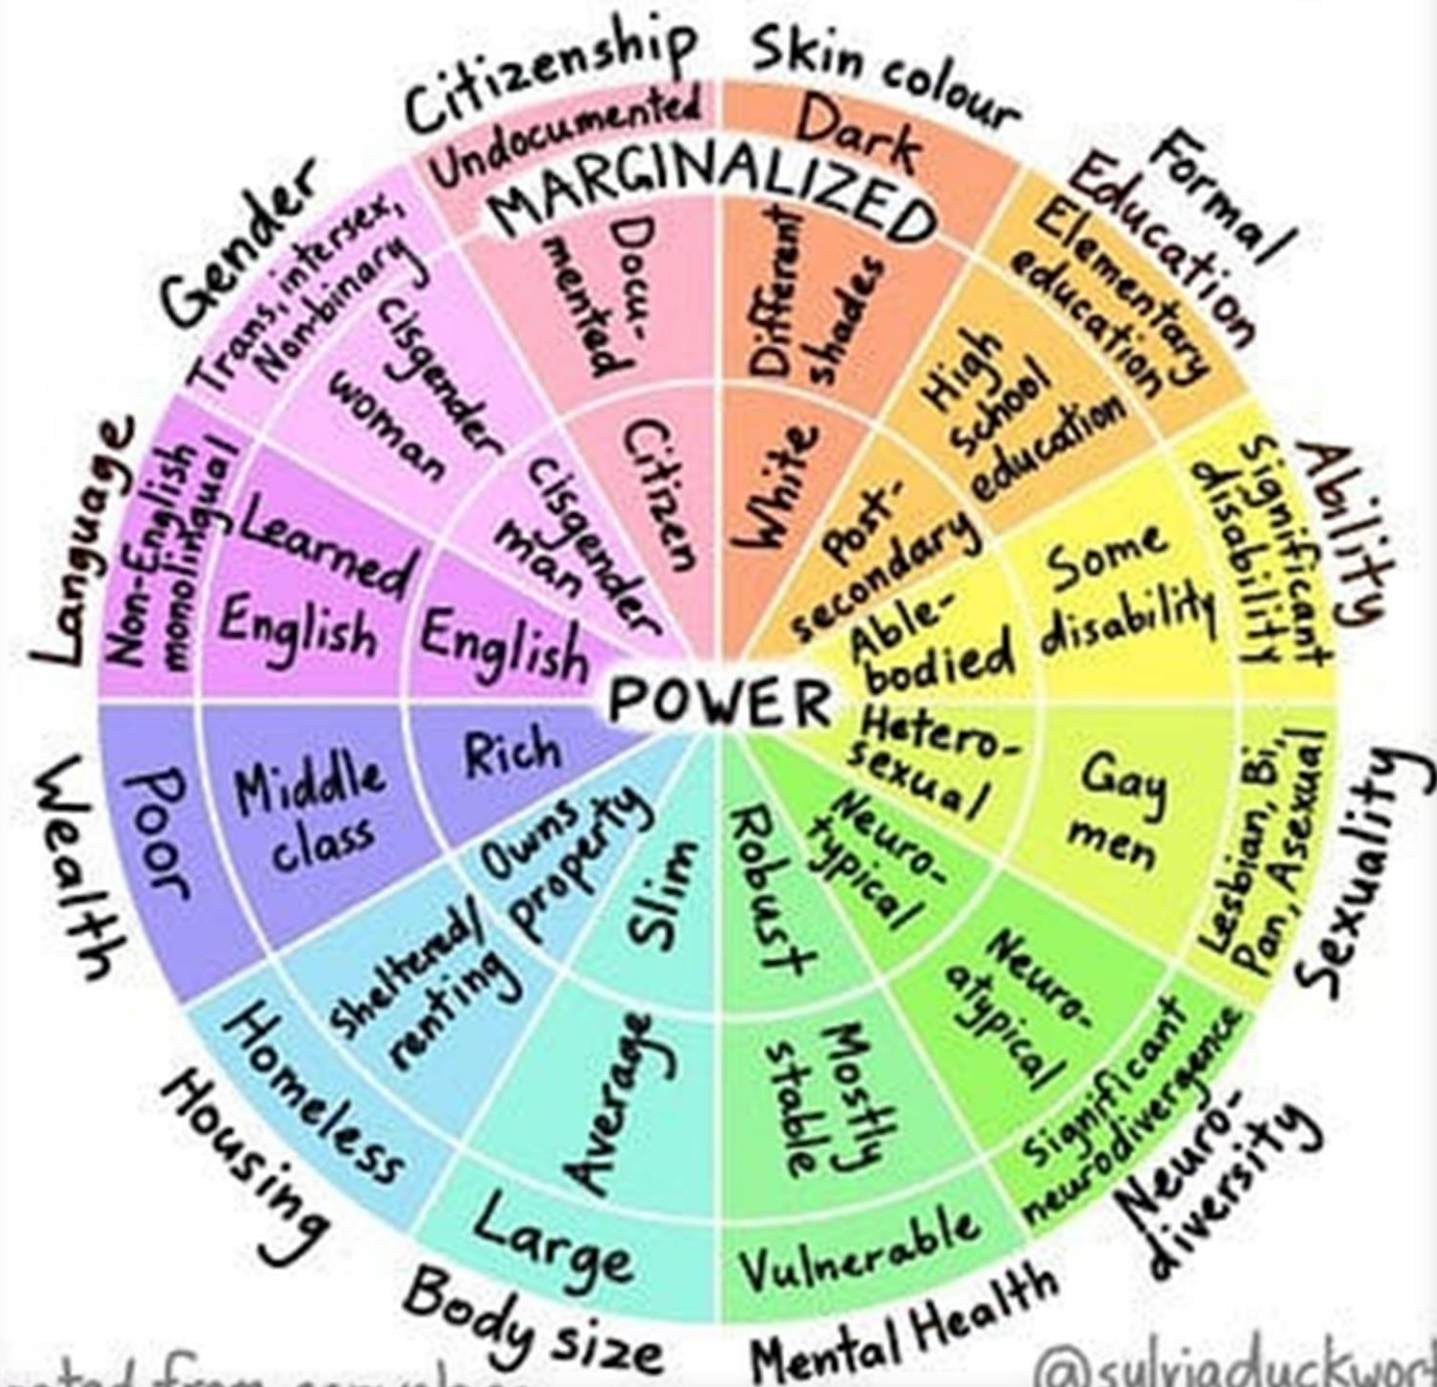 Citizenship
Undocumented
Docu-
mented
Citizen
Skin colour
Dark
Different
shades
White
Formal
Education
Elementary
education
High
school
education
Post-
secondary
Ability
Significant
disability
Some
disability
Able-
bodied
Sexuality
Lesbian, Bi,
Pan, Asexual
Gay
men
Hetero-
sexual
Neuro-
diversity
Significant
neurodivergence
Neuro-
atypical
Neuro-
typical
Mental Health
Vulnerable
Mostly
stable
Robust
Body size
Large
Average
Slim
Housing
Homeless
Sheltered/
renting
Owns
property
Wealth
Poor
Middle
class
Rich
Language
Non-English
monolingual
Learned
English
English
Gender
Trans, intersex,
Non-binary
cisgender
woman
cisgender
man
MARGINALIZED
POWER
from
@sylviaduckwort